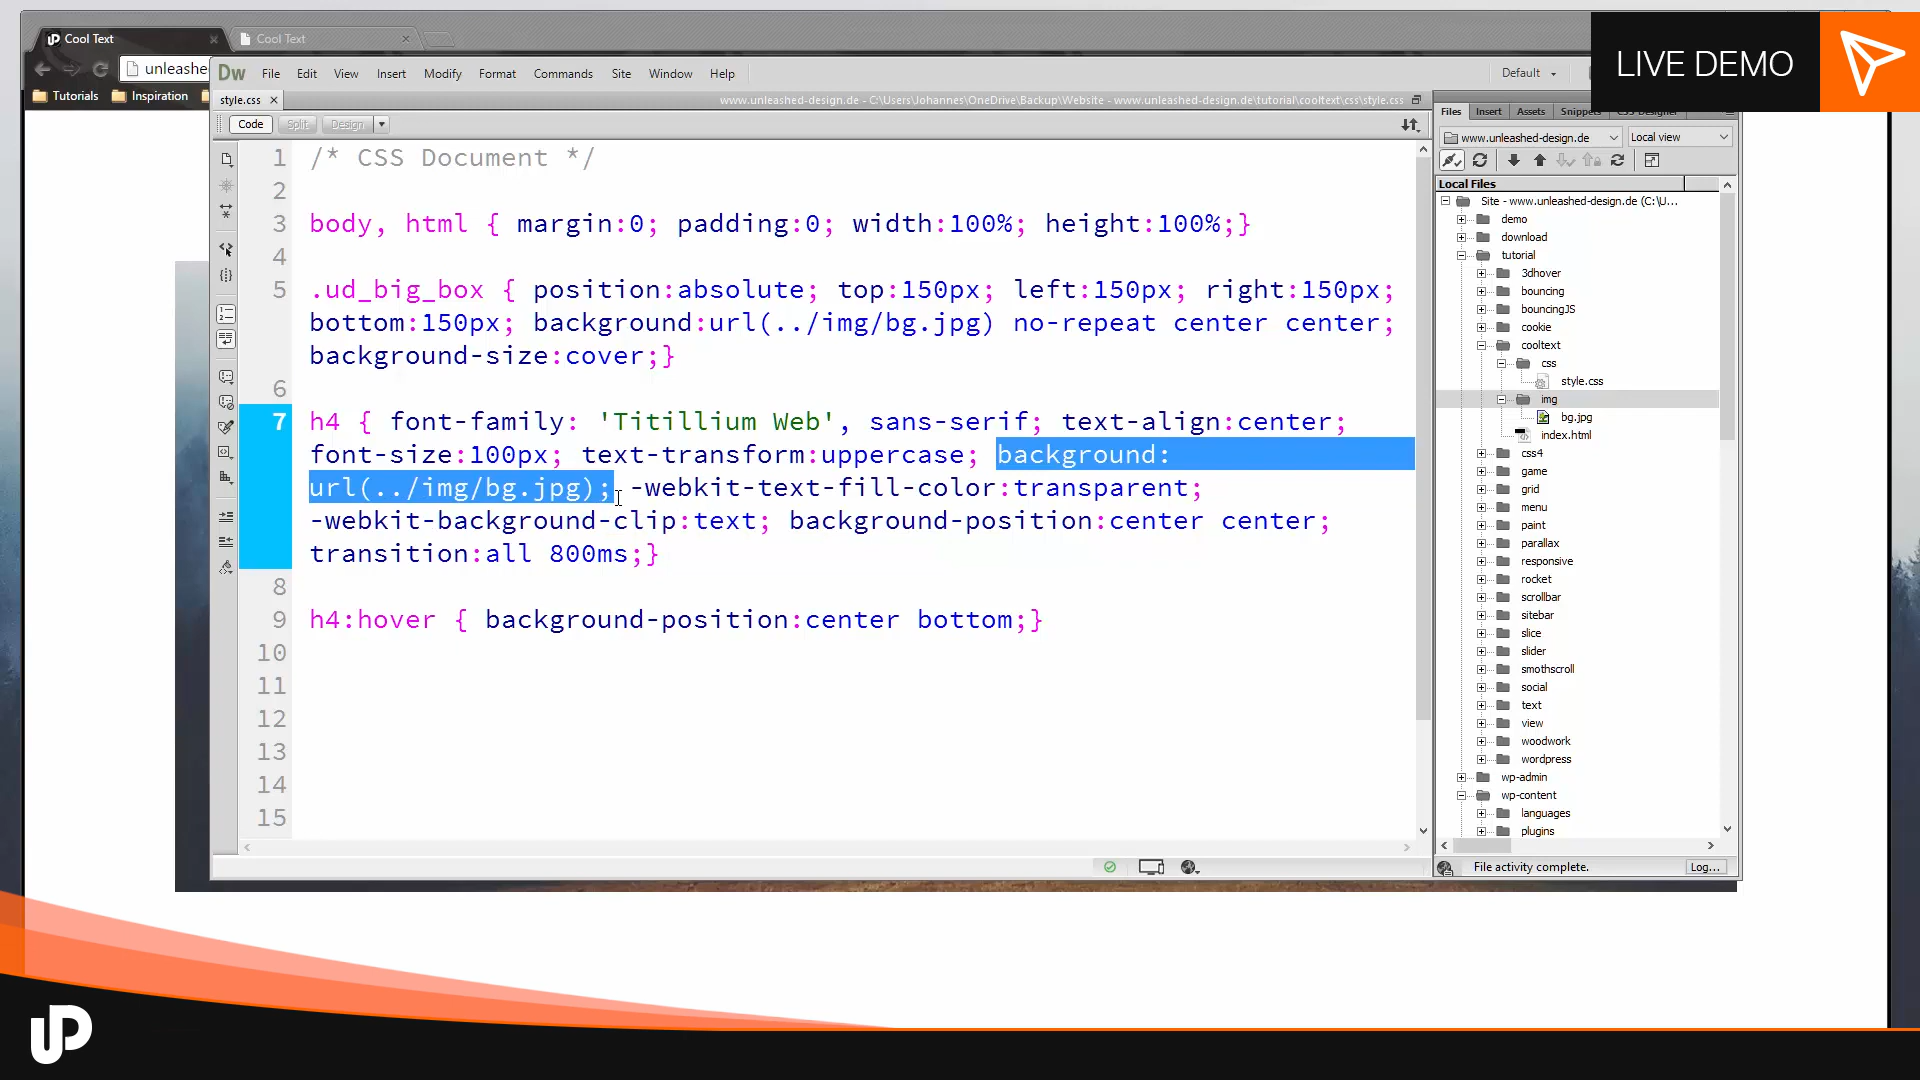 Cool Text
Cool Text
LIVE DEMO
unleashe
Tutorials
Inspiration
Dw File Edit View Insert Modify Format Commands Site Window Help
Default
style.css
www.unleashed-design.de - C:\Users\Johannes\OneDrive\Backup\Website - www.unleashed-design.de\tutorial\cooltext\css\style.css
Code Split Design
1 /* CSS Document */
2
3 body, html { margin:0; padding:0; width:100%; height:100%;}
4
5 .ud_big_box { position:absolute; top:150px; left:150px; right:150px;
bottom:150px; background:url(../img/bg.jpg) no-repeat center center;
background-size:cover;}
6
7 h4 { font-family: 'Titillium Web', sans-serif; text-align:center;
font-size:100px; text-transform:uppercase; background:
url(../img/bg.jpg); -webkit-text-fill-color:transparent;
-webkit-background-clip:text; background-position:center center;
transition:all 800ms;}
8
9 h4:hover { background-position:center bottom;}
10
11
12
13
14
15
Files Insert Assets Snippets CSS Designer
www.unleashed-design.de Local view
Local Files
Site - www.unleashed-design.de (C:\U...
demo
download
tutorial
3dhover
bouncing
bouncingJS
cookie
cooltext
css
style.css
img
bg.jpg
index.html
css4
game
grid
menu
paint
parallax
responsive
rocket
scrollbar
sitebar
slice
slider
smothscroll
social
text
view
woodwork
wordpress
wp-admin
wp-content
languages
plugins
File activity complete. Log...